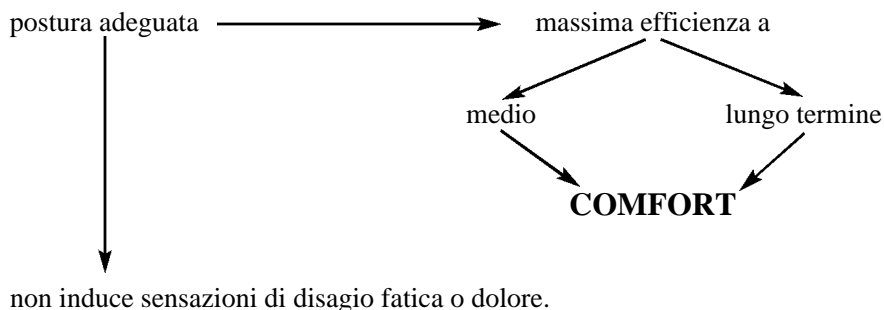 postura adeguata massima efficienza a
medio lungo termine
COMFORT
non induce sensazioni di disagio fatica o dolore.